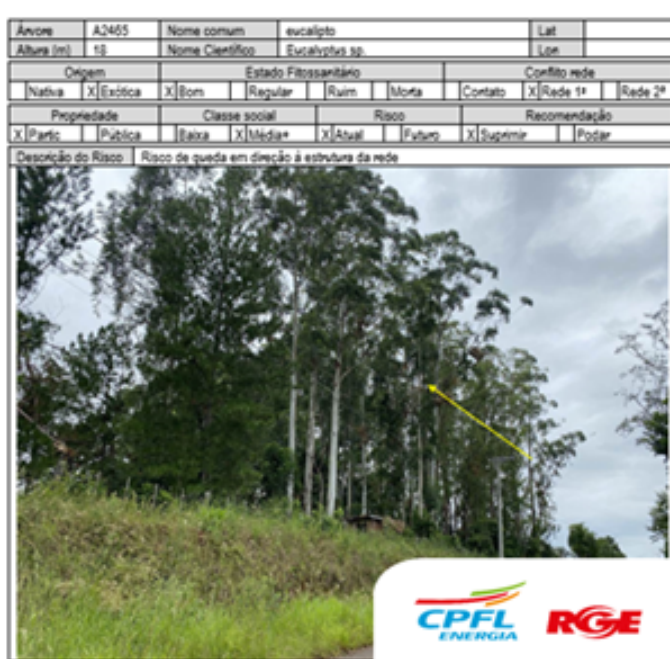 Árvore A2465 Nome comum eucalipto Lat
Altura (m) 18 Nome Científico Eucalyptus sp. Lon
Origem Estado Fitossanitário Conflito rede
Nativa X Exótica X Bom Regular Ruim Morta Contato X Rede 1ª Rede 2ª
Propriedade Classe social Risco Recomendação
X Partic Pública Baixa X Média+ X Atual Futuro X Suprimir Podar
Descrição do Risco Risco de queda em direção à estrutura da rede
CPFL RGE
ENERGIA